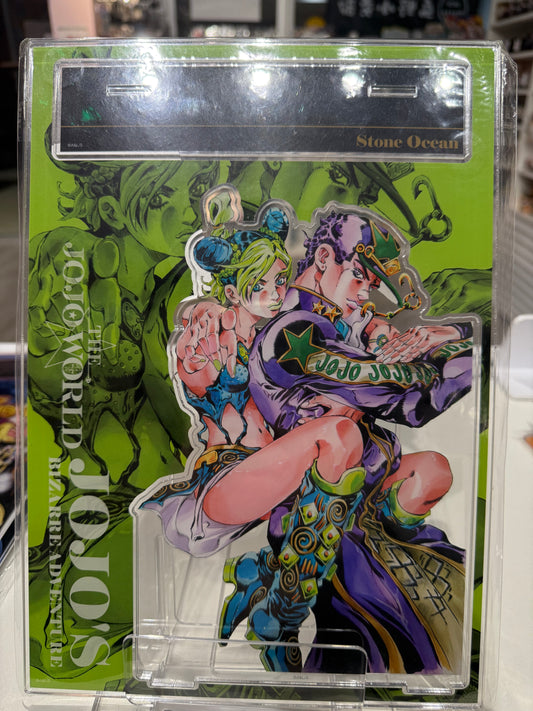 Stone Ocean
THE
JOJO WORLD
JOJO'S
BIZARRE ADVENTURE
JOJO JOJO